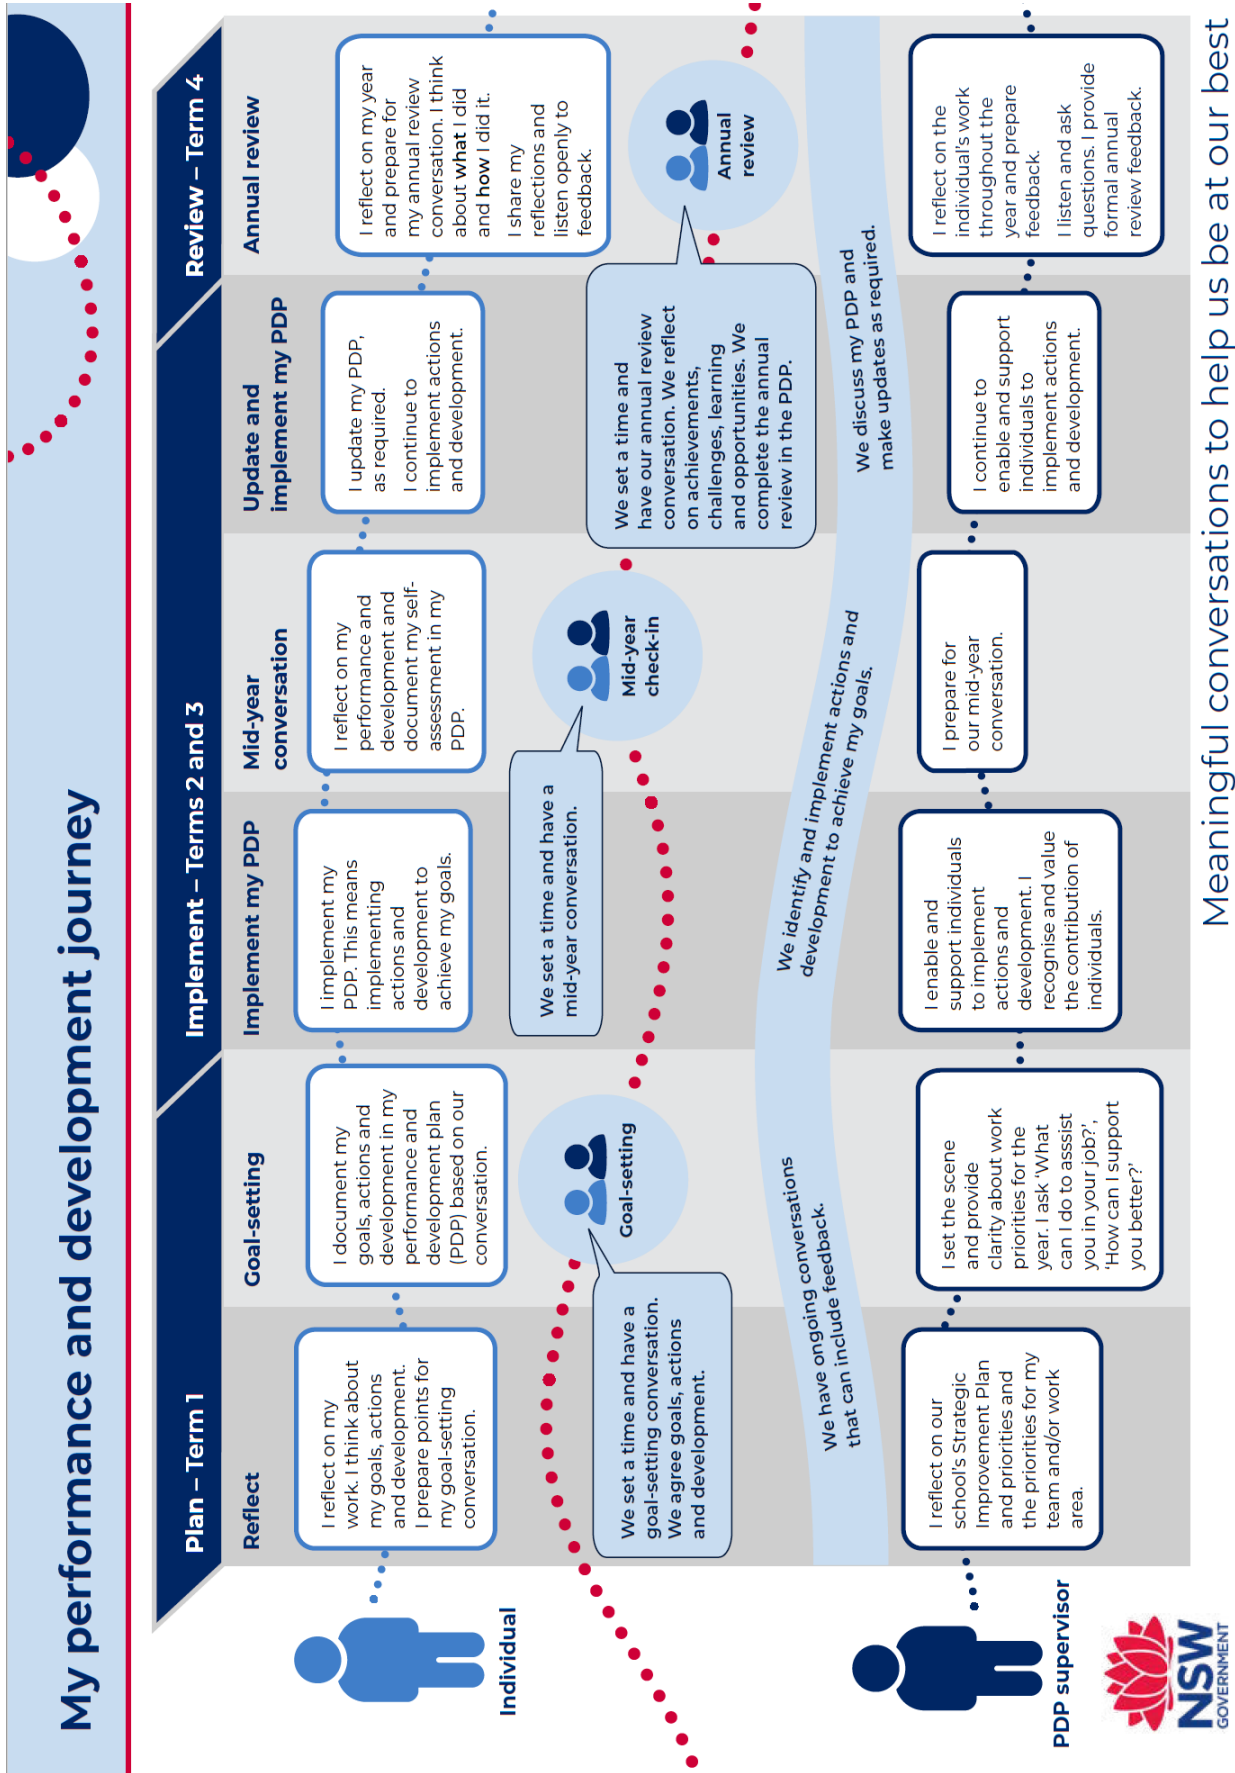 My performance and development journey
Plan – Term 1
Implement – Terms 2 and 3
Review – Term 4
Reflect
Goal-setting
Implement my PDP
Mid-year
conversation
Update and
implement my PDP
Annual review
Individual
I reflect on my
work. I think about
my goals, actions
and development.
I prepare points for
my goal-setting
conversation.
I document my
goals, actions and
development in my
performance and
development plan
(PDP) based on our
conversation.
I implement my
PDP. This means
implementing
actions and
development to
achieve my goals.
I reflect on my
performance and
development and
document my self-
assessment in my
PDP.
I update my PDP,
as required.
I continue to
implement actions
and development.
I reflect on my year
and prepare for
my annual review
conversation. I think
about what I did
and how I did it.
I share my
reflections and
listen openly to
feedback.
We set a time and have a
goal-setting conversation.
We agree goals, actions
and development.
Goal-setting
We set a time and have a
mid-year conversation.
Mid-year
check-in
We set a time and
have our annual review
conversation. We reflect
on achievements,
challenges, learning
and opportunities. We
complete the annual
review in the PDP.
Annual
review
We have ongoing conversations
that can include feedback.
We identify and implement actions and
development to achieve my goals.
We discuss my PDP and
make updates as required.
PDP supervisor
I reflect on our
school's Strategic
Improvement Plan
and priorities and
the priorities for my
team and/or work
area.
I set the scene
and provide
clarity about work
priorities for the
year. I ask 'What
can I do to asssist
you in your job?',
'How can I support
you better?'
I enable and
support individuals
to implement
actions and
development. I
recognise and value
the contribution of
individuals.
I prepare for
our mid-year
conversation.
I continue to
enable and support
individuals to
implement actions
and development.
I reflect on the
individual's work
throughout the
year and prepare
feedback.
I listen and ask
questions. I provide
formal annual
review feedback.
NSW
GOVERNMENT
Meaningful conversations to help us be at our best